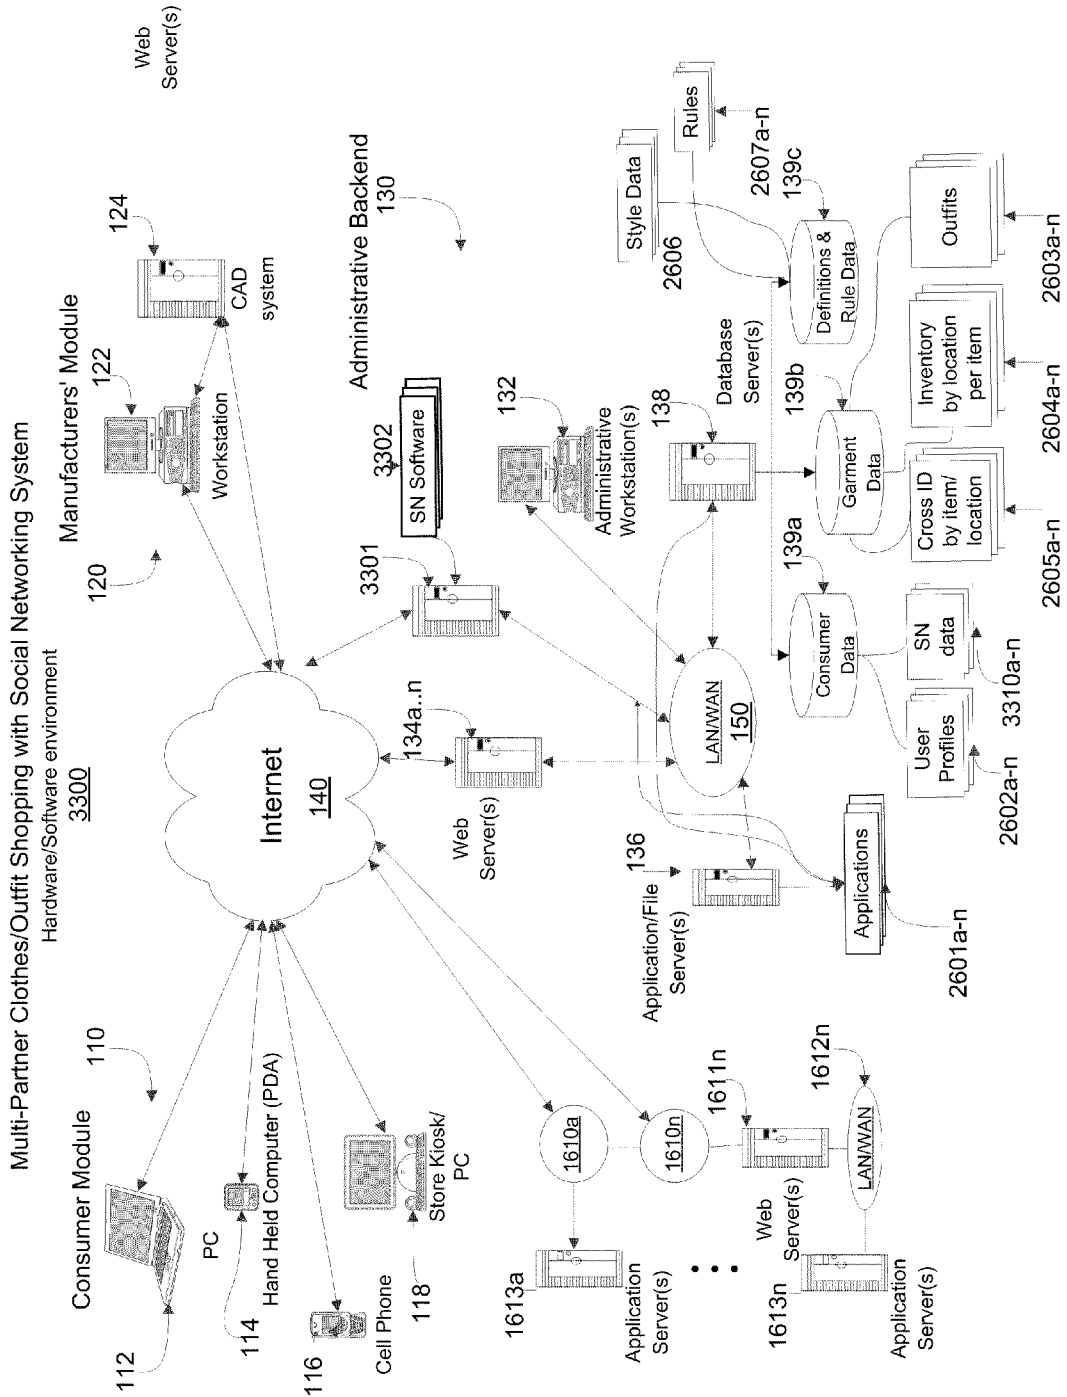 Multi-Partner Clothes/Outfit Shopping with Social Networking System
Hardware/Software environment
3300
Consumer Module
110
112
PC
114
Hand Held Computer (PDA)
116
Cell Phone
118
Store Kiosk/
PC
Internet
140
Manufacturers' Module
120
122
Workstation
124
CAD
system
Web
Server(s)
Administrative Backend
130
3302
SN Software
3301
134a..n
Web
Server(s)
132
Administrative
Workstation(s)
LAN/WAN
150
138
Database
Server(s)
136
Application/File
Server(s)
Applications
2601a-n
1610a
1610n
1613a
Application
Server(s)
1611n
Web
Server(s)
1612n
LAN/WAN
1613n
Application
Server(s)
139a
Consumer
Data
139b
Garment
Data
139c
Definitions &
Rule Data
Style Data
2606
Rules
2607a-n
User
Profiles
2602a-n
SN
data
3310a-n
Cross ID
by item/
location
2605a-n
Inventory
by location
per item
2604a-n
Outfits
2603a-n